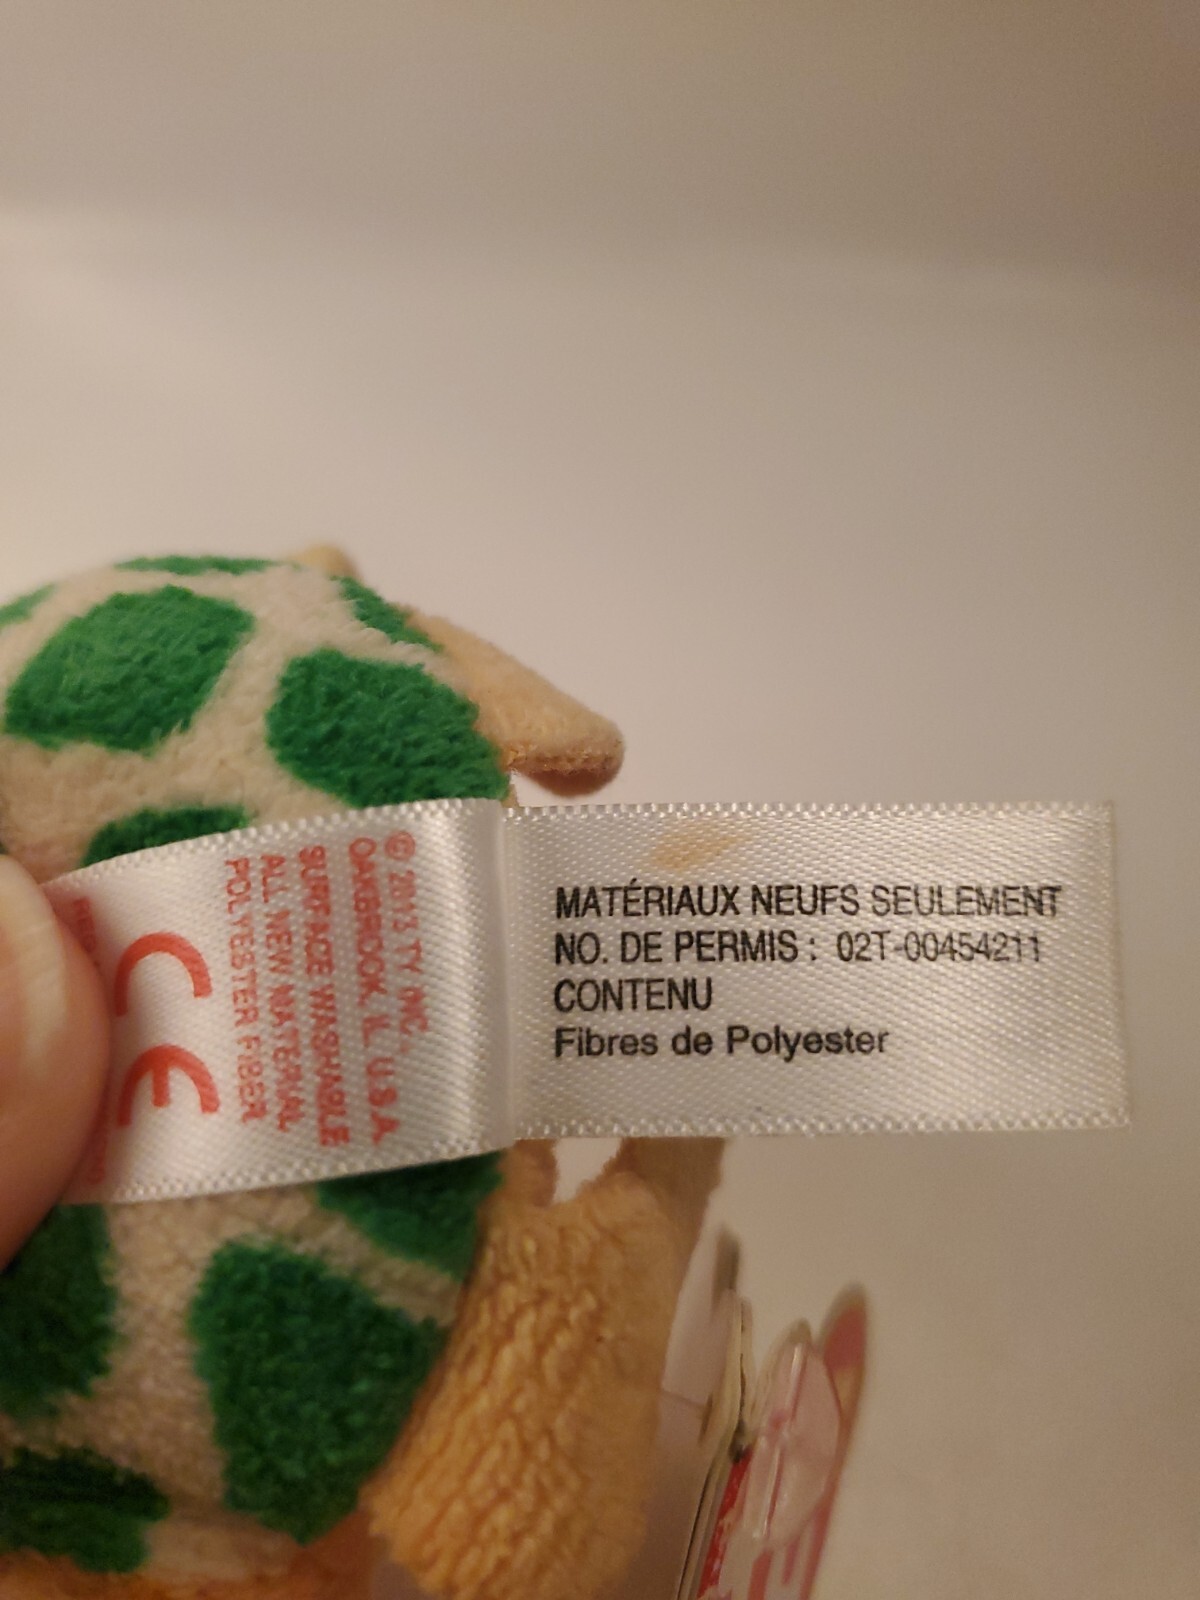 © 2013 TY INC.,
OAKBROOK, IL U.S.A.
SURFACE WASHABLE
ALL NEW MATERIAL
POLYESTER FIBER
CE
MATÉRIAUX NEUFS SEULEMENT
NO. DE PERMIS : 02T-00454211
CONTENU
Fibres de Polyester